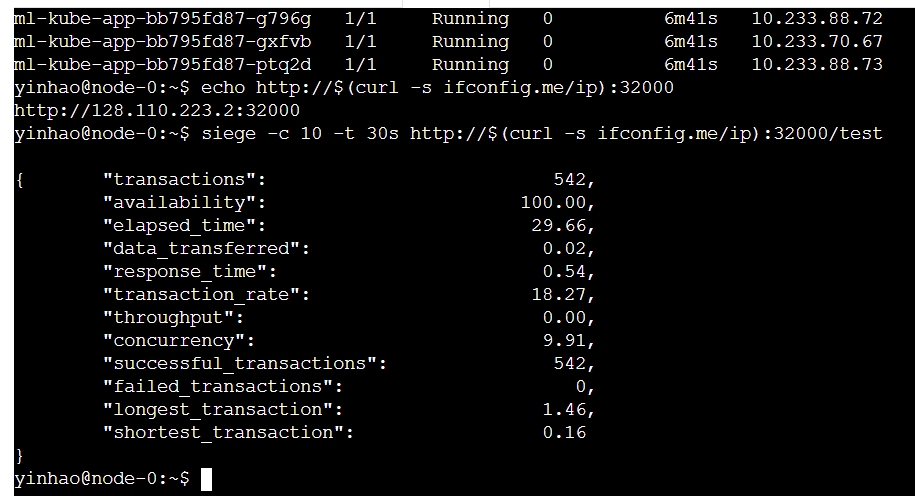 ml-kube-app-bb795fd87-g796g 1/1 Running 0 6m41s 10.233.88.72
ml-kube-app-bb795fd87-gxfvb 1/1 Running 0 6m41s 10.233.70.67
ml-kube-app-bb795fd87-ptq2d 1/1 Running 0 6m41s 10.233.88.73
yinhao@node-0:~$ echo http://$(curl -s ifconfig.me/ip):32000
http://128.110.223.2:32000
yinhao@node-0:~$ siege -c 10 -t 30s http://$(curl -s ifconfig.me/ip):32000/test
{ "transactions": 542,
"availability": 100.00,
"elapsed_time": 29.66,
"data_transferred": 0.02,
"response_time": 0.54,
"transaction_rate": 18.27,
"throughput": 0.00,
"concurrency": 9.91,
"successful_transactions": 542,
"failed_transactions": 0,
"longest_transaction": 1.46,
"shortest_transaction": 0.16
}
yinhao@node-0:~$